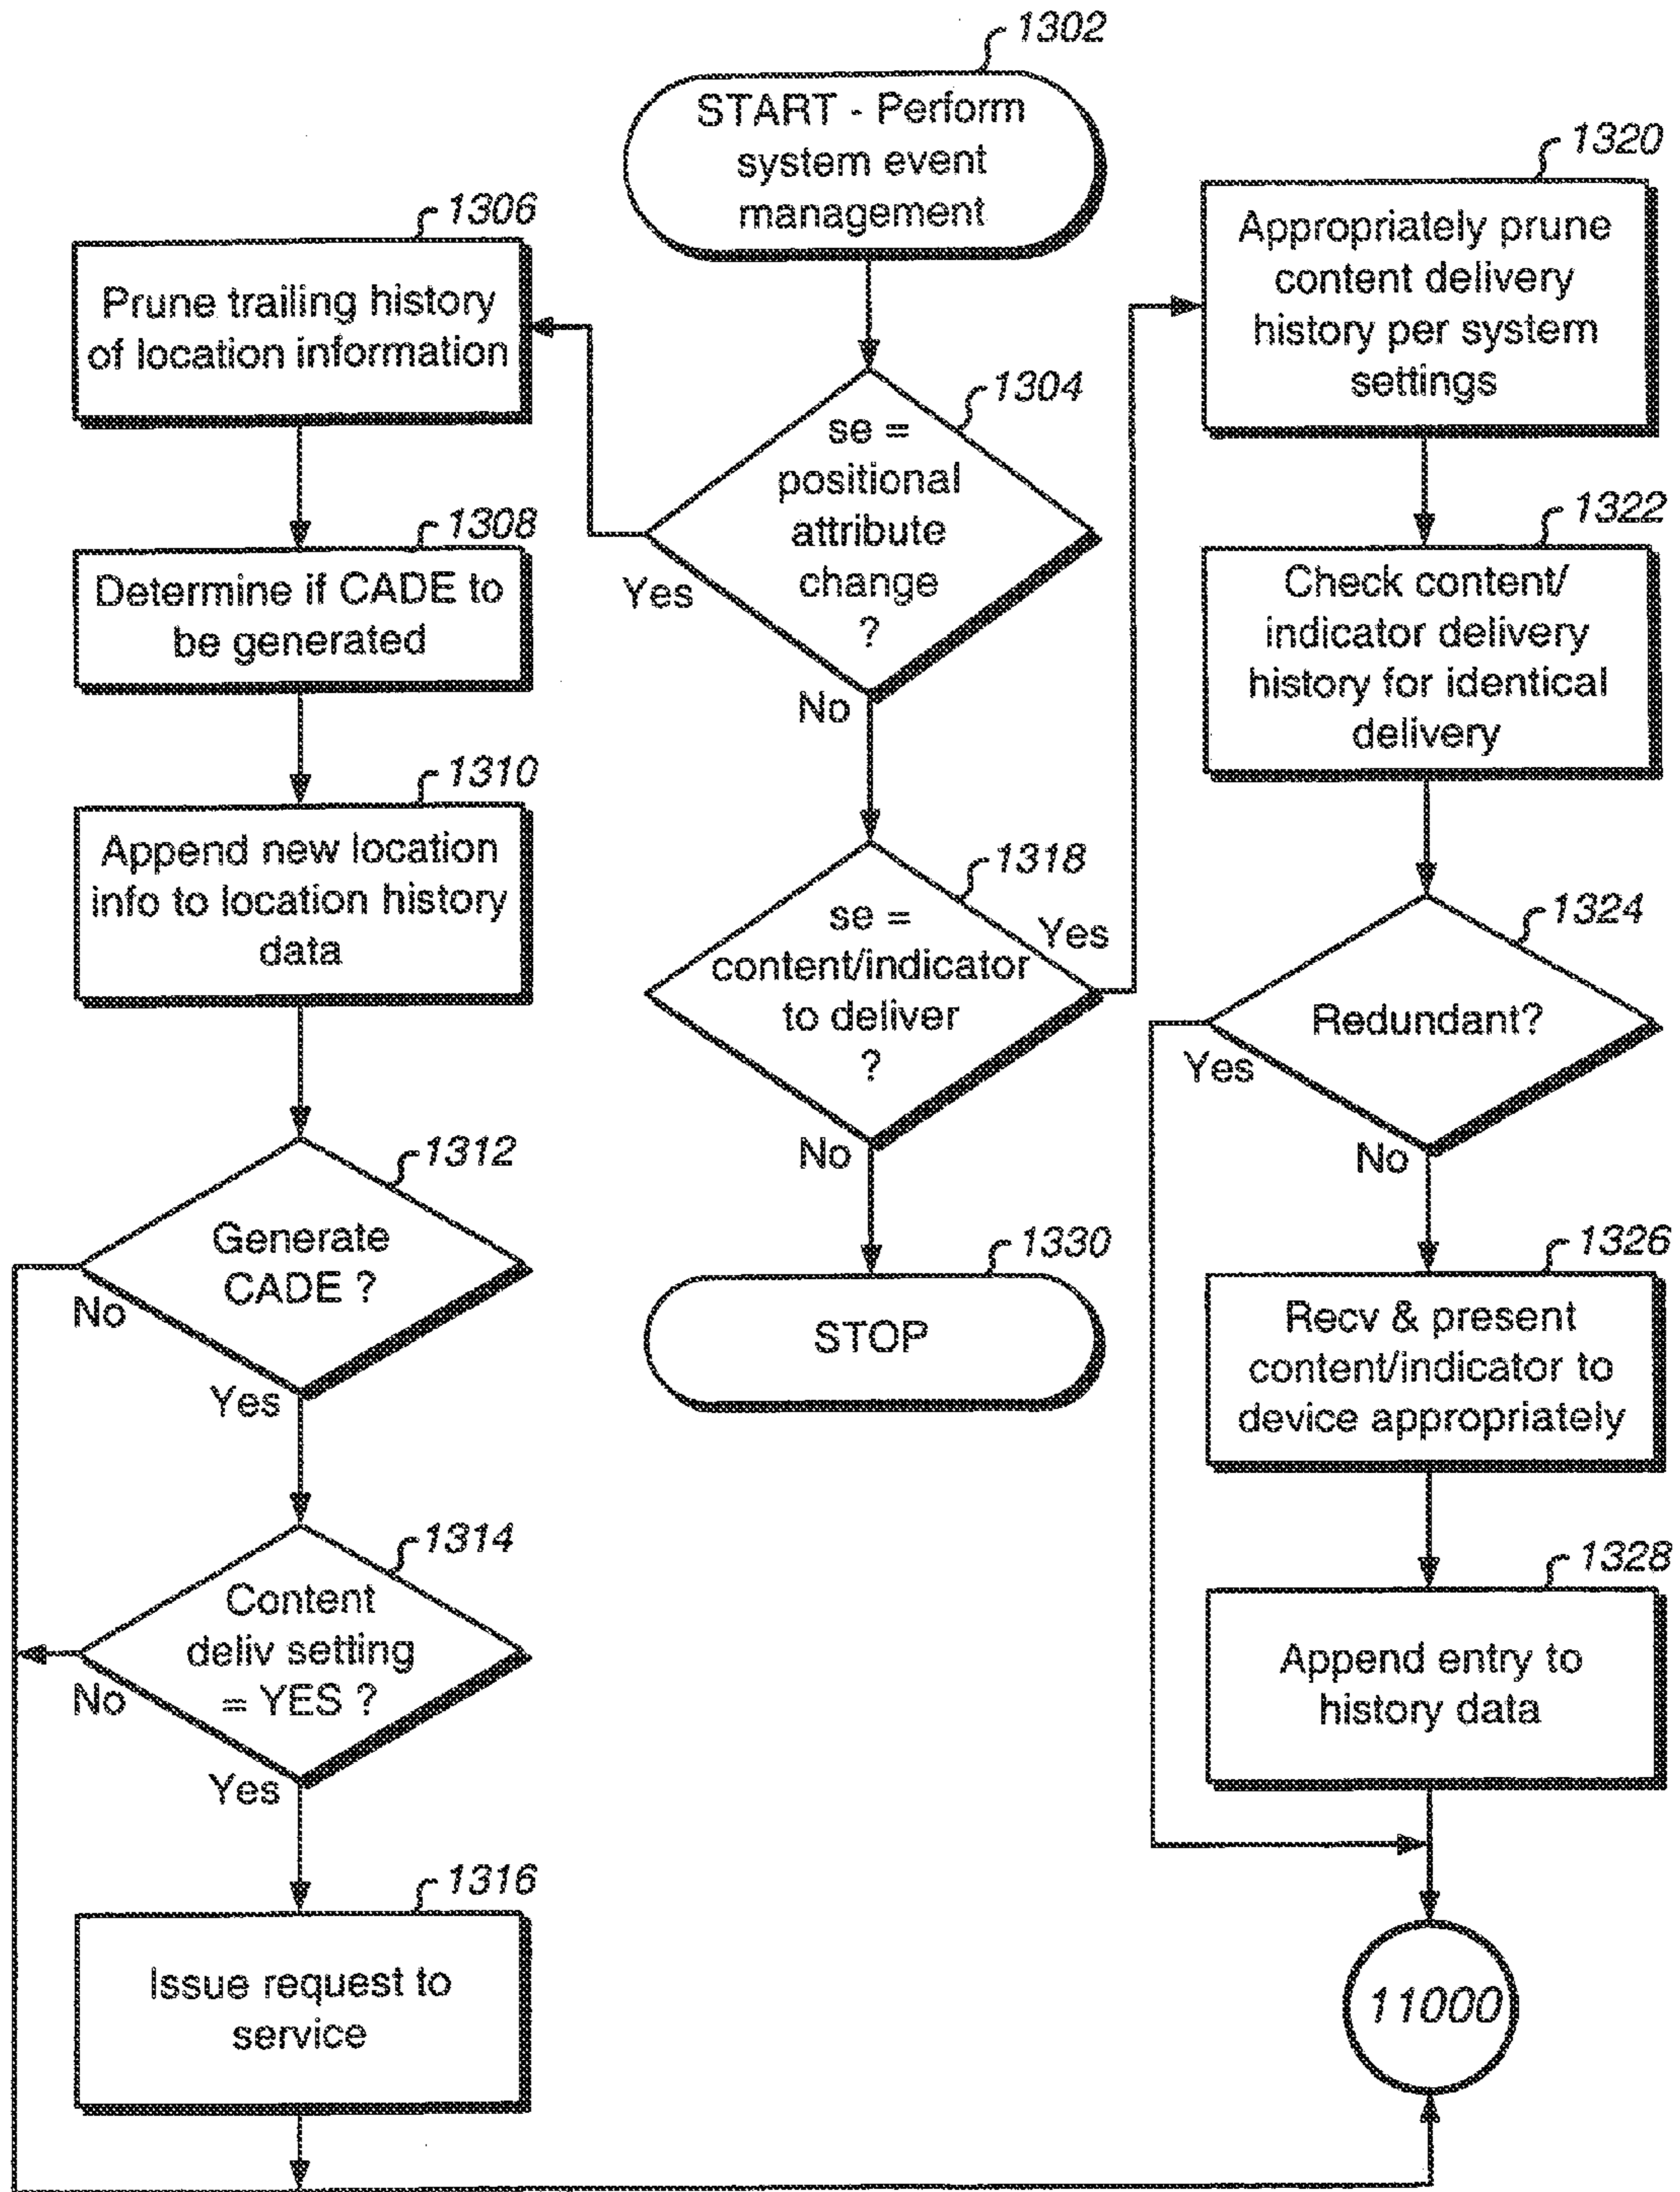 1302
START - Perform
system event
management
1304
se =
positional
attribute
change
?
Yes
No
1306
Prune trailing history
of location information
1308
Determine if CADE to
be generated
1310
Append new location
info to location history
data
1312
Generate
CADE ?
No
Yes
1314
Content
deliv setting
= YES ?
No
Yes
1316
Issue request to
service
1318
se =
content/indicator
to deliver
?
Yes
No
1330
STOP
1320
Appropriately prune
content delivery
history per system
settings
1322
Check content/
indicator delivery
history for identical
delivery
1324
Redundant?
Yes
No
1326
Recv & present
content/indicator to
device appropriately
1328
Append entry to
history data
11000